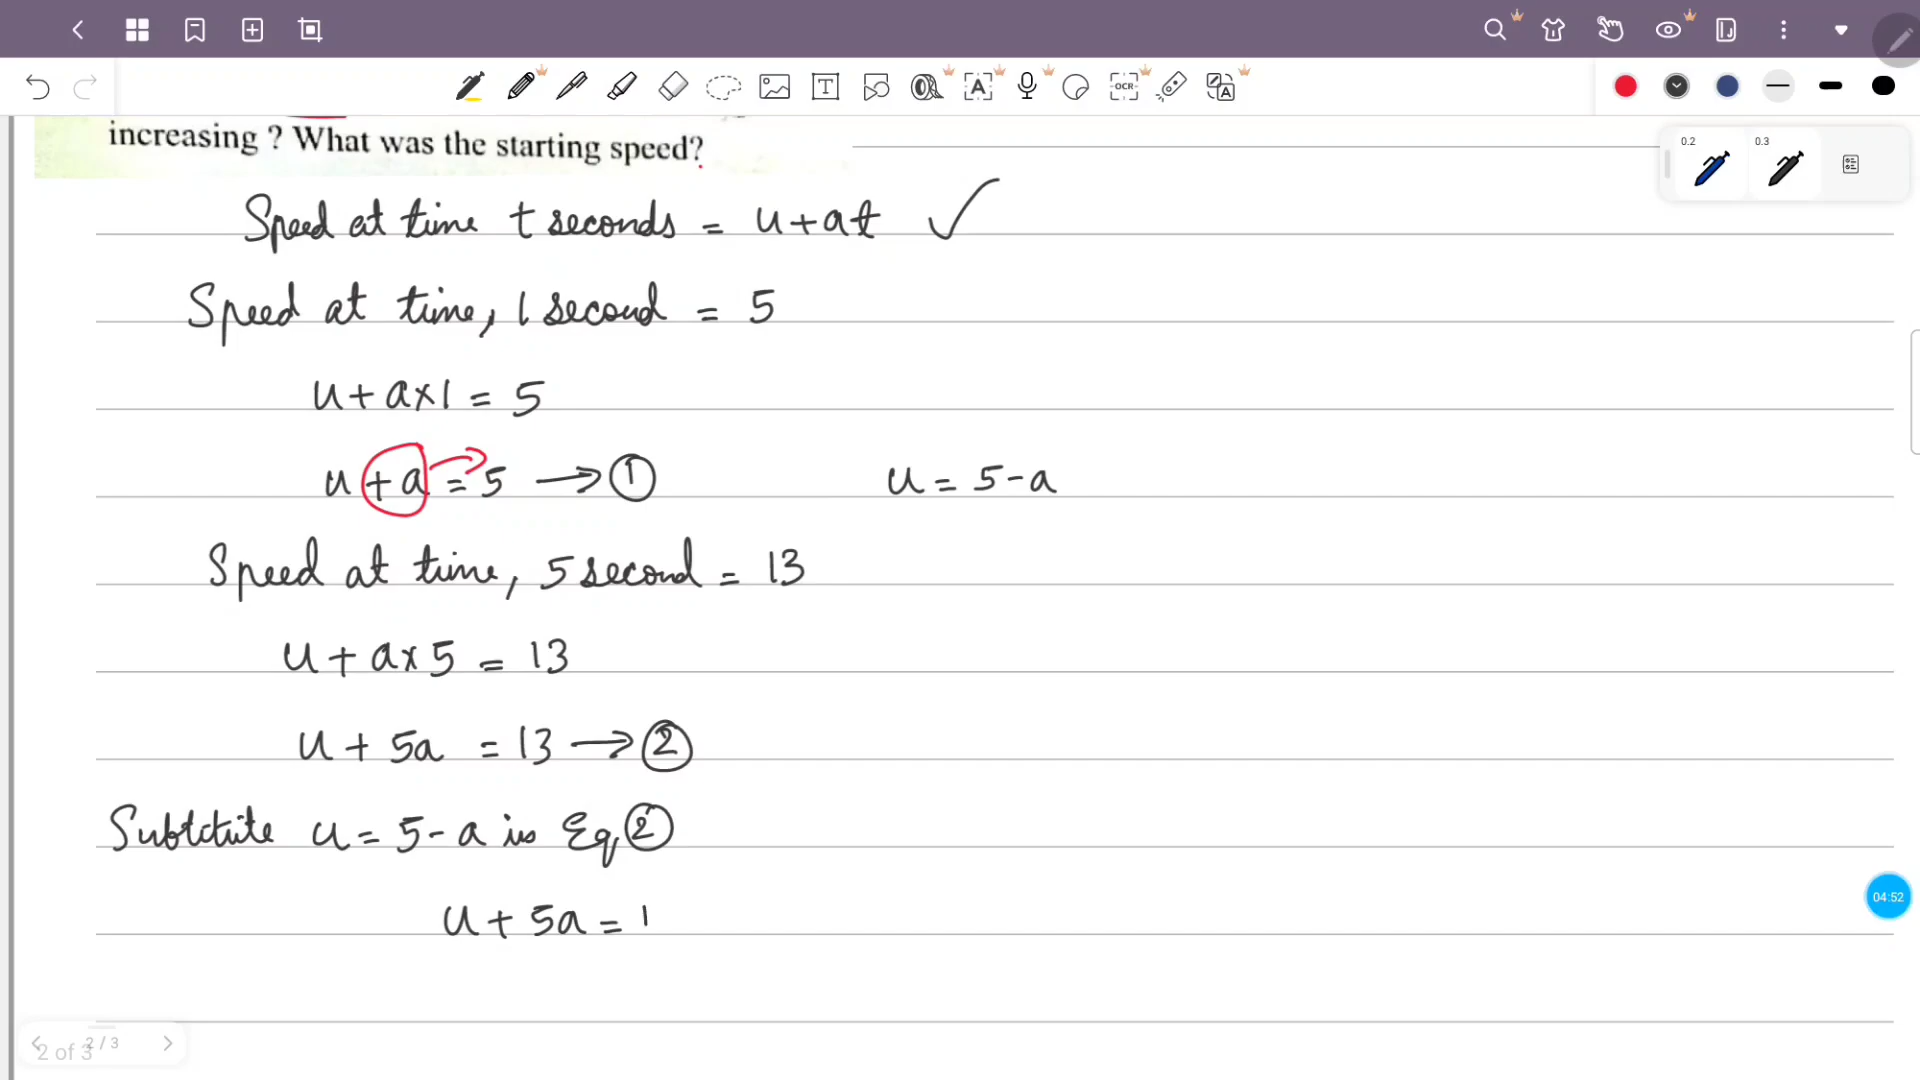 OCR
0.2 0.3
increasing ? What was the starting speed?
Speed at time t seconds = u+at ✓
Speed at time, 1 second = 5
u+ a×1 = 5
u + a = 5 → ①
u = 5-a
Speed at time, 5 second = 13
u + a× 5 = 13
u + 5a = 13 → ②
Subtitute u = 5- a in Eq ②
04:52
u + 5a = 1
2 / 3
2 of 3